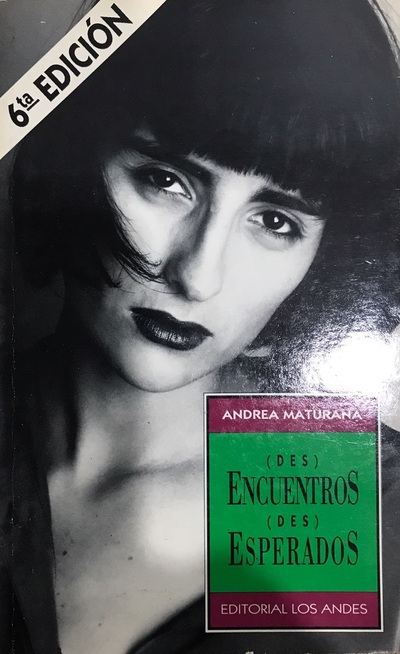 6ta EDICIÓN
ANDREA MATURANA
(DES)
ENCUENTROS
(DES)
ESPERADOS
EDITORIAL LOS ANDES